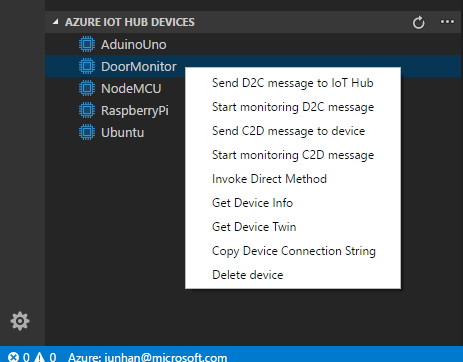 AZURE IOT HUB DEVICES
AduinoUno
DoorMonitor
NodeMCU
RaspberryPi
Ubuntu
Send D2C message to IoT Hub
Start monitoring D2C message
Send C2D message to device
Start monitoring C2D message
Invoke Direct Method
Get Device Info
Get Device Twin
Copy Device Connection String
Delete device
0 0 Azure: junhan@microsoft.com